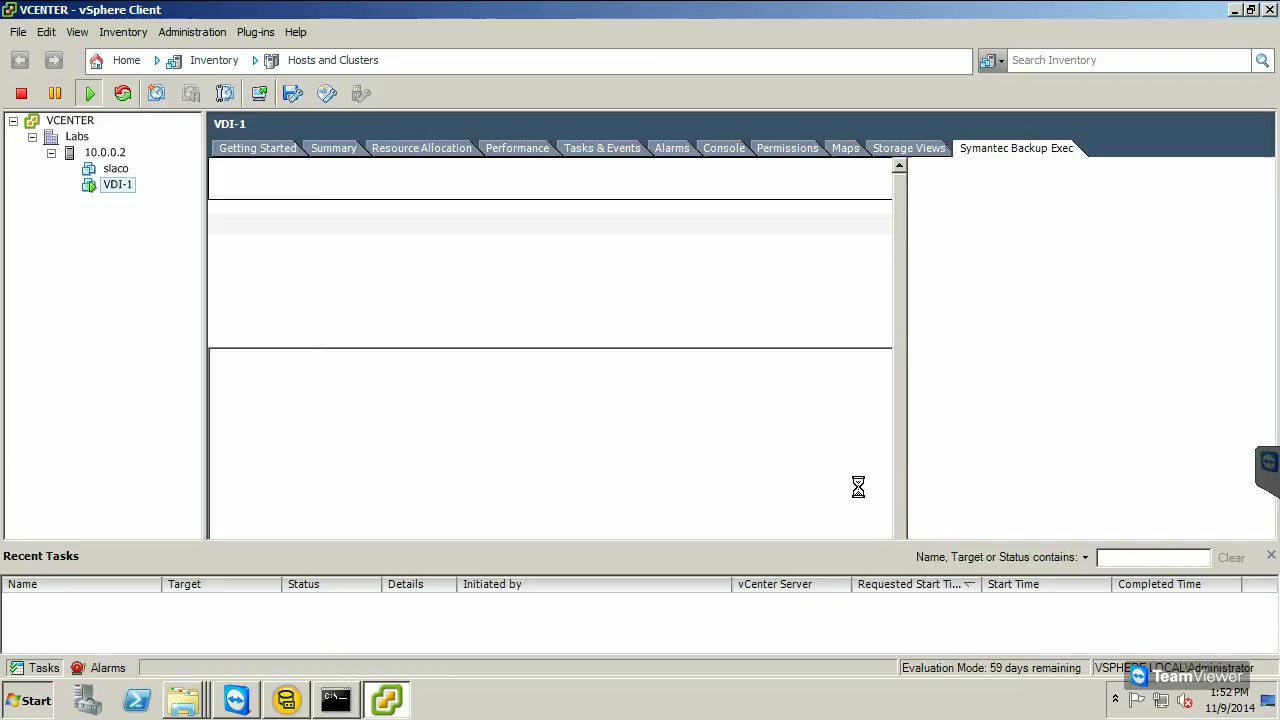 VCENTER - vSphere Client
File Edit View Inventory Administration Plug-ins Help
Home Inventory Hosts and Clusters Search Inventory
VCENTER
Labs
10.0.0.2
slaco
VDI-1
VDI-1
Getting Started Summary Resource Allocation Performance Tasks & Events Alarms Console Permissions Maps Storage Views Symantec Backup Exec
Recent Tasks Name, Target or Status contains: Clear
Name Target Status Details Initiated by vCenter Server Requested Start Ti... Start Time Completed Time
Tasks Alarms Evaluation Mode: 59 days remaining VSPHERE.LOCAL\Administrator
TeamViewer
Start C:\ 1:52 PM
11/9/2014